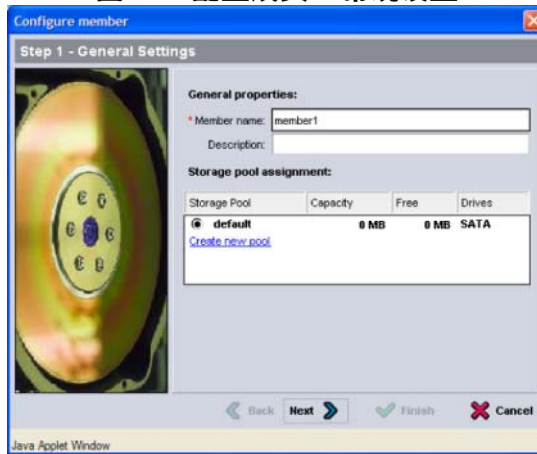 Configure member
Step 1 - General Settings
General properties:
* Member name: member1
Description:
Storage pool assignment:
Storage Pool Capacity Free Drives
default 0 MB 0 MB SATA
Create new pool
Back Next Finish Cancel
Java Applet Window